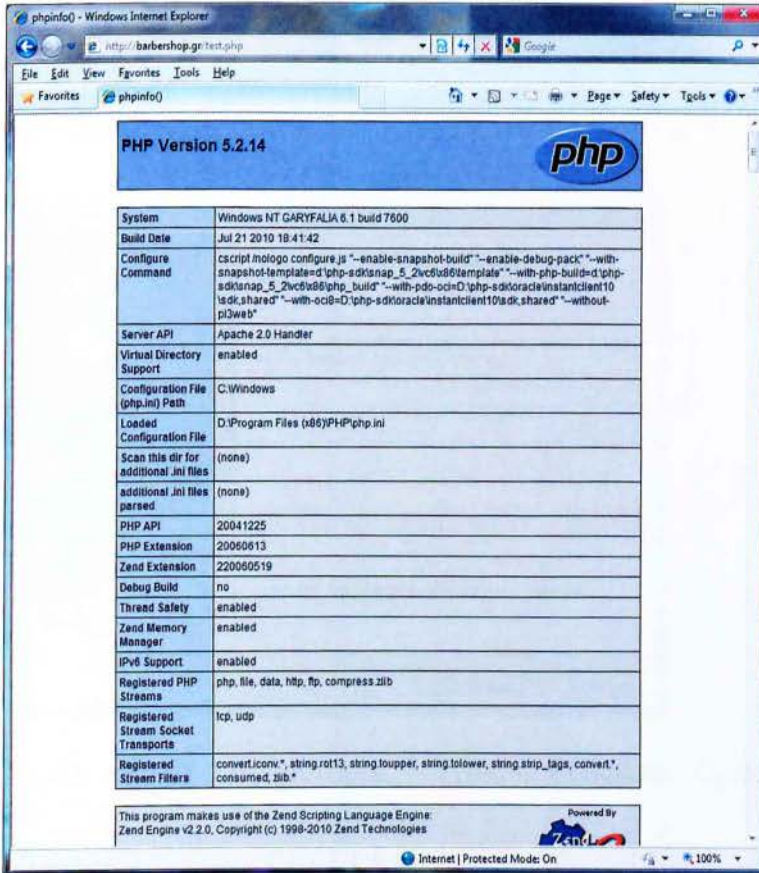 phpinfo() - Windows Internet Explorer
http://barbershop.gr/test.php
Google
File Edit View Favorites Tools Help
Favorites phpinfo()
Page Safety Tools
PHP Version 5.2.14
php
System Windows NT GARYFALIA 6.1 build 7600
Build Date Jul 21 2010 18:41:42
Configure cscript /nologo configure.js "--enable-snapshot-build" "--enable-debug-pack" "--with-
Command snapshot-template=d:\php-sdk\snap_5_2\vc6\x86\template" "--with-php-build=d:\php-
sdk\snap_5_2\vc6\x86\php_build" "--with-pdo-oci=D:\php-sdk\oracle\instantclient10
\sdk,shared" "--with-oci8=D:\php-sdk\oracle\instantclient10\sdk,shared" "--without-
pi3web"
Server API Apache 2.0 Handler
Virtual Directory enabled
Support
Configuration File C:\Windows
(php.ini) Path
Loaded D:\Program Files (x86)\PHP\php.ini
Configuration File
Scan this dir for (none)
additional .ini files
additional .ini files (none)
parsed
PHP API 20041225
PHP Extension 20060613
Zend Extension 220060519
Debug Build no
Thread Safety enabled
Zend Memory enabled
Manager
IPv6 Support enabled
Registered PHP php, file, data, http, ftp, compress.zlib
Streams
Registered tcp, udp
Stream Socket
Transports
Registered convert.iconv.*, string.rot13, string.toupper, string.tolower, string.strip_tags, convert.*,
Stream Filters consumed, zlib.*
This program makes use of the Zend Scripting Language Engine:
Zend Engine v2.2.0, Copyright (c) 1998-2010 Zend Technologies
Powered By
Zend
Internet | Protected Mode: On
100%